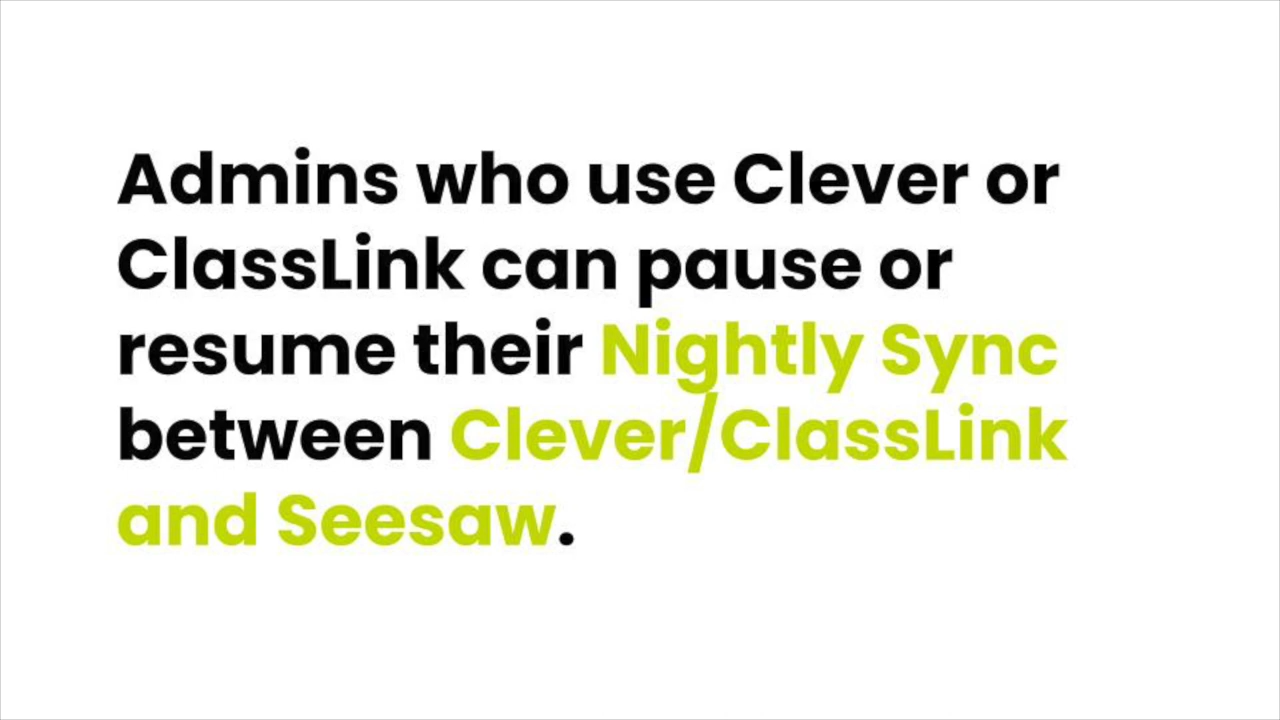 Admins who use Clever or
ClassLink can pause or
resume their Nightly Sync
between Clever/ClassLink
and Seesaw.